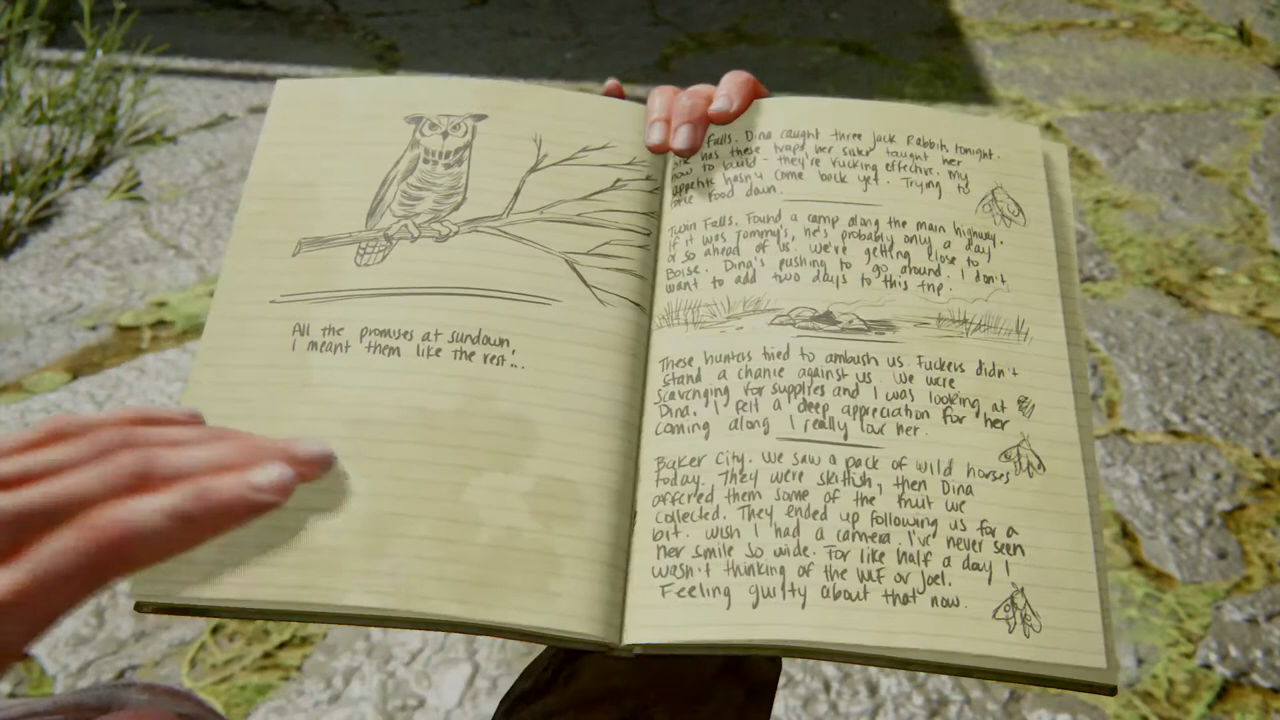 All the promises at sundown,
I meant them like the rest...
Falls. Dina caught three jack Rabbits tonight.
has these traps her sister taught her
how to build - they're fucking effective. My
appetite hasn't come back yet. Trying to
force food down.
Twin Falls. Found a camp along the main highway.
If it was Tommy's, he's probably only a day
or so ahead of us. We're getting close to
Boise. Dina's pushing to go around. I don't
want to add two days to this trip.
These hunters tried to ambush us. Fuckers didn't
stand a chance against us. We were
scavenging for supplies and I was looking at
Dina. I felt a deep appreciation for her
coming along. I really love her.
Baker City. We saw a pack of wild horses
today. They were skittish, then Dina
offered them some of the fruit we
collected. They ended up following us for a
bit. Wish I had a camera. I've never seen
her smile so wide. For like half a day I
wasn't thinking of the WLF or Joel.
Feeling guilty about that now.